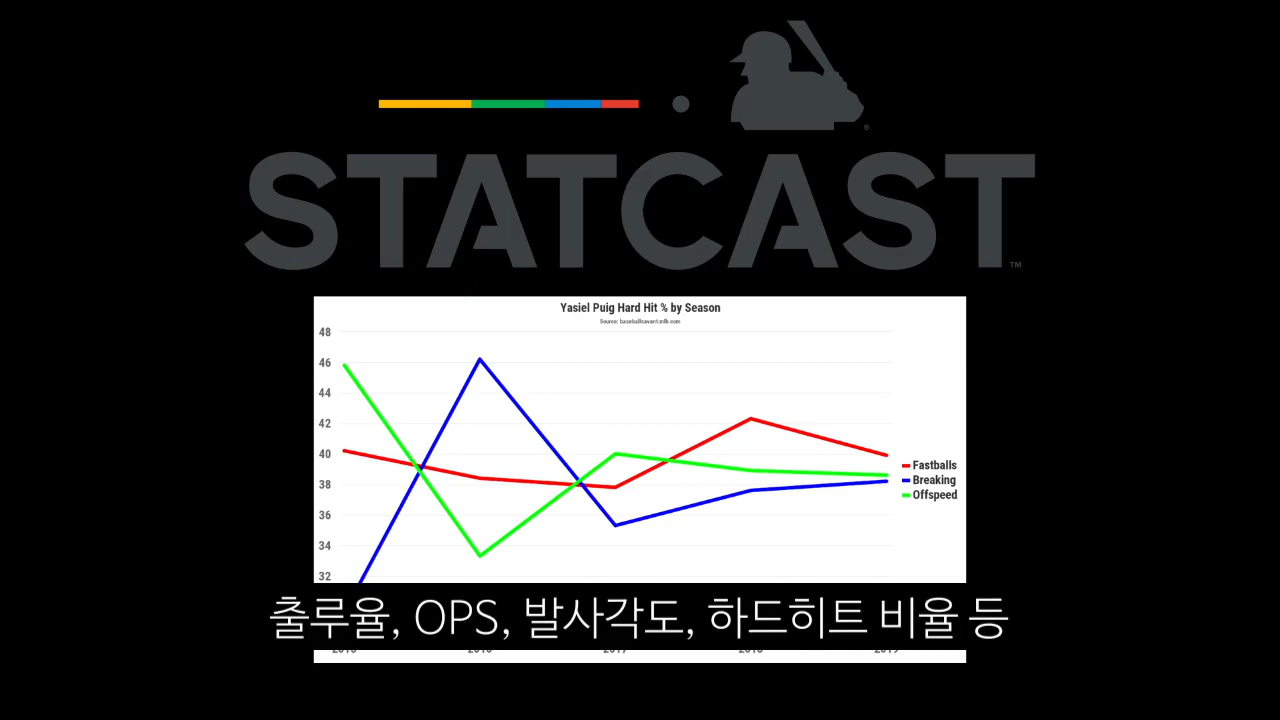 STATCAST™
Yasiel Puig Hard Hit % by Season
Source: baseballsavant.mlb.com
48
46
44
42
40
38
36
34
32
Fastballs
Breaking
Offspeed
출루율, OPS, 발사각도, 하드히트 비율 등